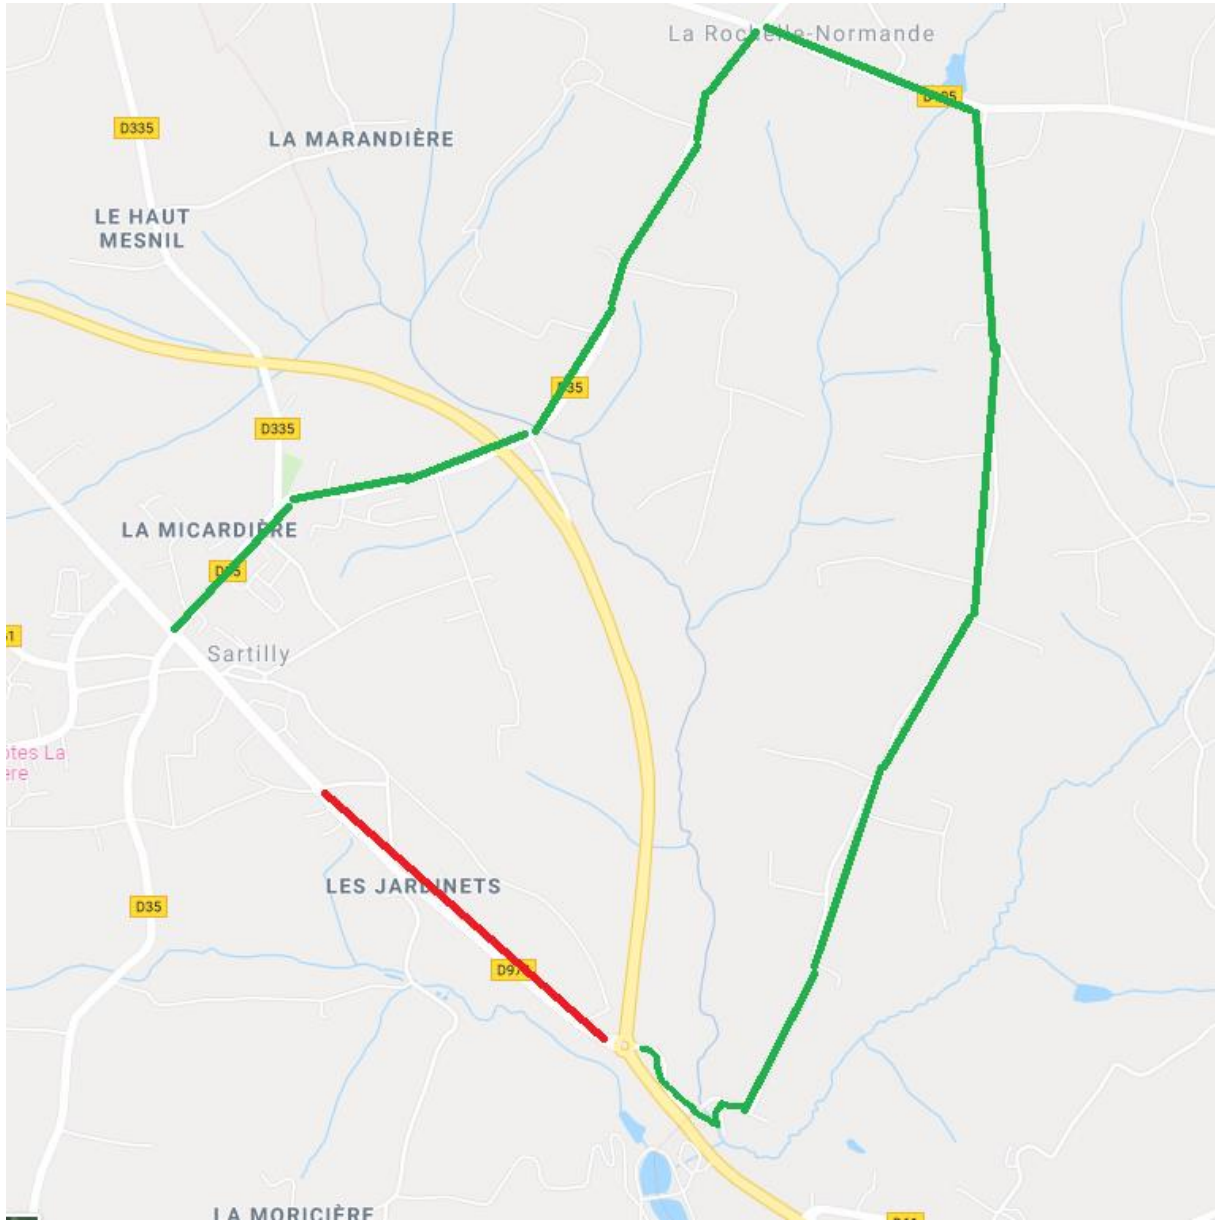 La Rochelle-Normande
D335
LA MARANDIÈRE
LE HAUT
MESNIL
D35
D335
LA MICARDIÈRE
Sartilly
LES JARDINETS
D35
LA MORICIÈRE